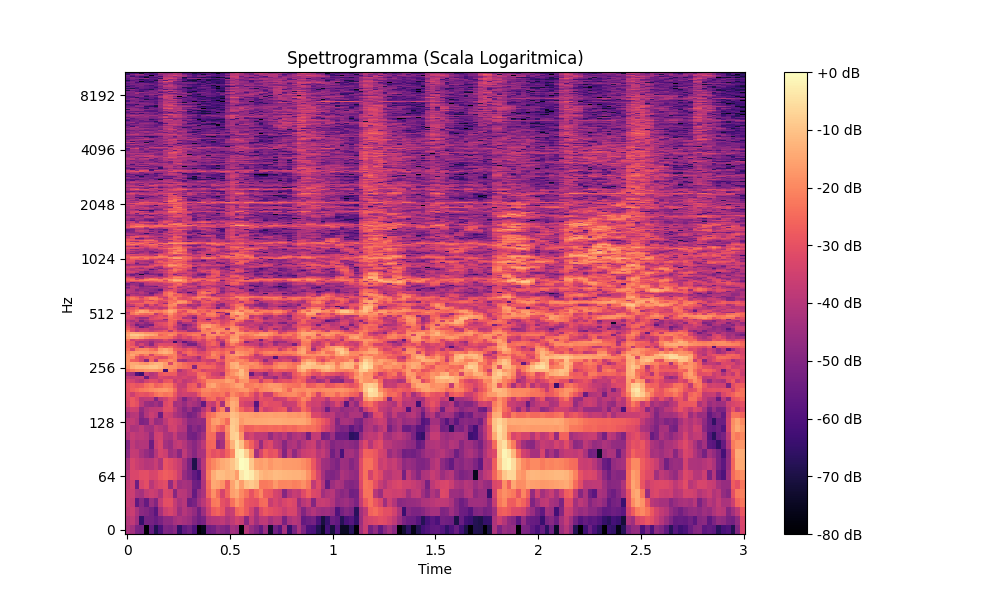 Spettrogramma (Scala Logaritmica)
8192
4096
2048
1024
512
256
128
64
0
Hz
0
0.5
1
1.5
2
2.5
3
Time
+0 dB
-10 dB
-20 dB
-30 dB
-40 dB
-50 dB
-60 dB
-70 dB
-80 dB